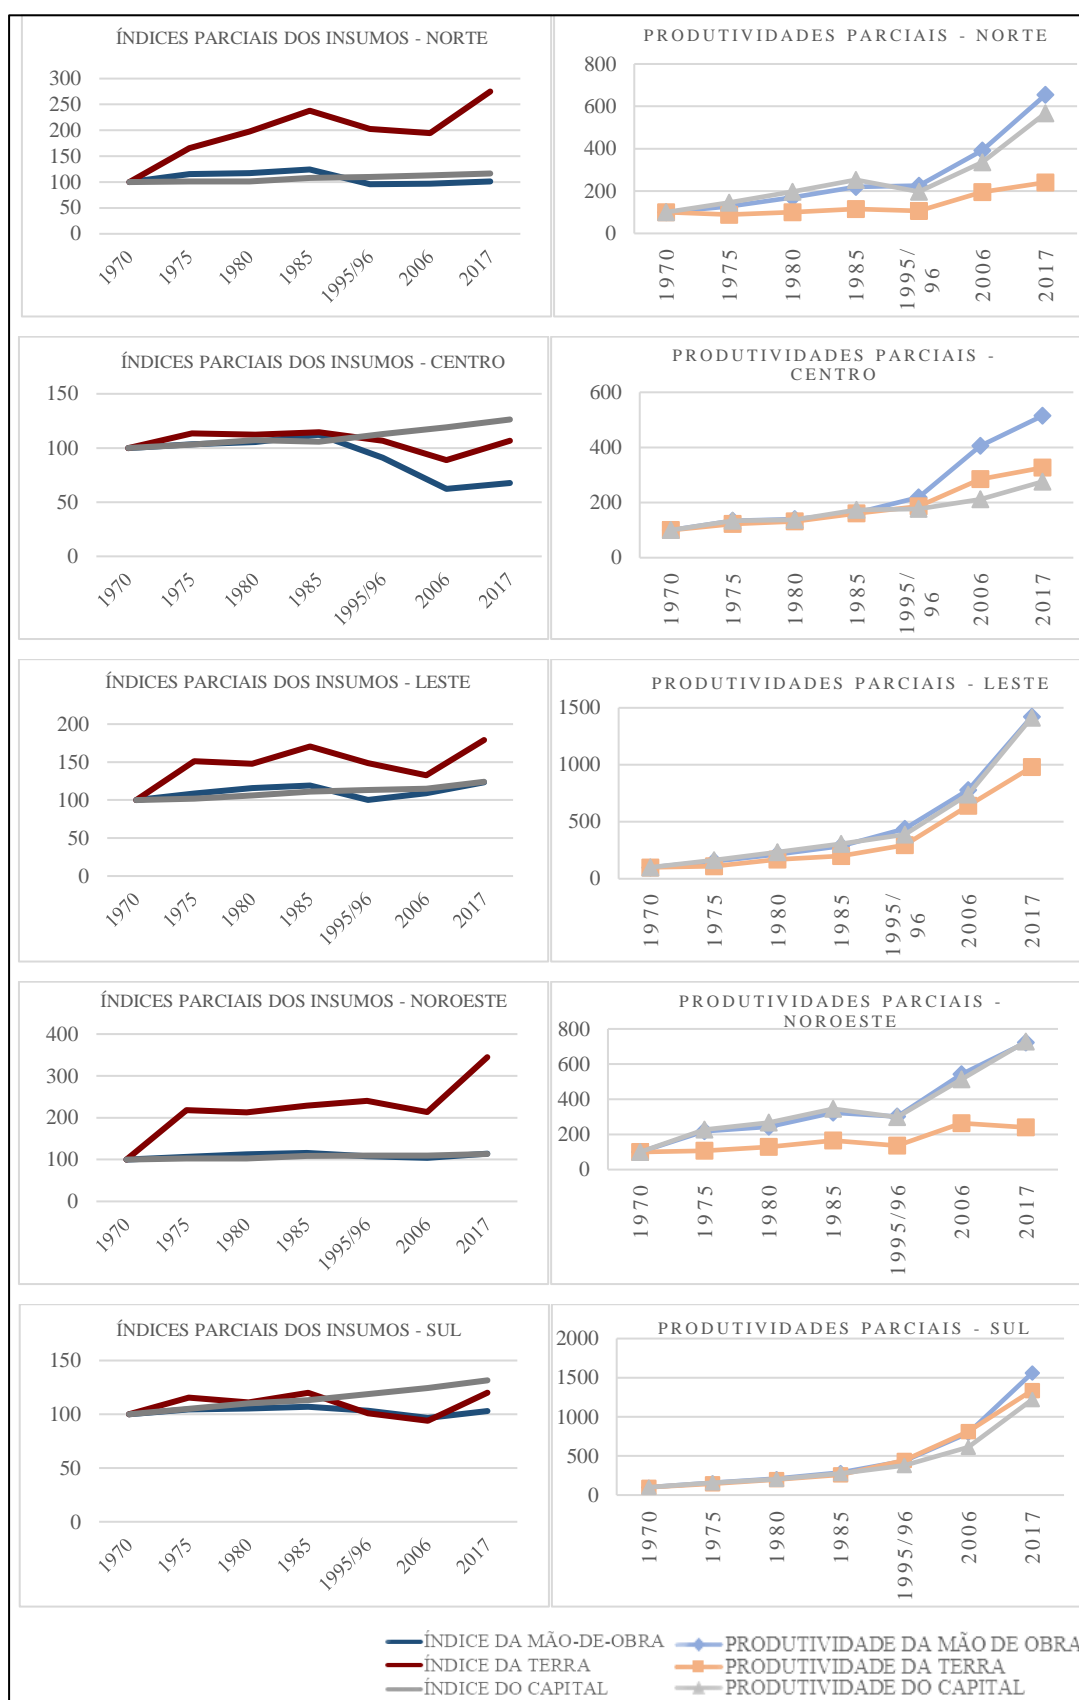 ÍNDICES PARCIAIS DOS INSUMOS - NORTE
300
250
200
150
100
50
0
1970 1975 1980 1985 1995/96 2006 2017
PRODUTIVIDADES PARCIAIS - NORTE
800
600
400
200
0
1970 1975 1980 1985 1995/ 2006 2017
96
ÍNDICES PARCIAIS DOS INSUMOS - CENTRO
150
100
50
0
1970 1975 1980 1985 1995/96 2006 2017
PRODUTIVIDADES PARCIAIS -
CENTRO
600
400
200
0
1970 1975 1980 1985 1995/ 2006 2017
96
ÍNDICES PARCIAIS DOS INSUMOS - LESTE
200
150
100
50
0
1970 1975 1980 1985 1995/96 2006 2017
PRODUTIVIDADES PARCIAIS - LESTE
1500
1000
500
0
1970 1975 1980 1985 1995/ 2006 2017
96
ÍNDICES PARCIAIS DOS INSUMOS - NOROESTE
400
300
200
100
0
1970 1975 1980 1985 1995/96 2006 2017
PRODUTIVIDADES PARCIAIS -
NOROESTE
800
600
400
200
0
1970 1975 1980 1985 1995/96 2006 2017
ÍNDICES PARCIAIS DOS INSUMOS - SUL
150
100
50
0
1970 1975 1980 1985 1995/96 2006 2017
PRODUTIVIDADES PARCIAIS - SUL
2000
1500
1000
500
0
1970 1975 1980 1985 1995/96 2006 2017
ÍNDICE DA MÃO-DE-OBRA
ÍNDICE DA TERRA
ÍNDICE DO CAPITAL
PRODUTIVIDADE DA MÃO DE OBRA
PRODUTIVIDADE DA TERRA
PRODUTIVIDADE DO CAPITAL